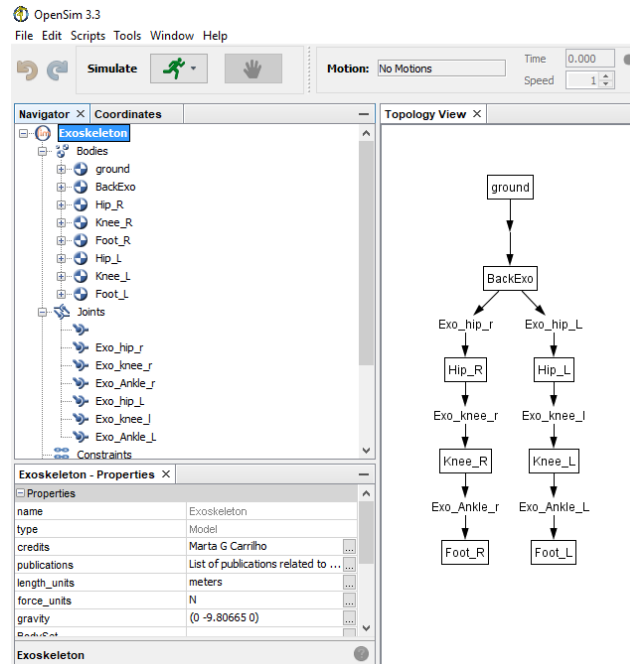 OpenSim 3.3
File Edit Scripts Tools Window Help
Simulate
Motion: No Motions
Time 0.000
Speed 1
Navigator × Coordinates
Exoskeleton
Bodies
ground
BackExo
Hip_R
Knee_R
Foot_R
Hip_L
Knee_L
Foot_L
Joints
Exo_hip_r
Exo_knee_r
Exo_Ankle_r
Exo_hip_L
Exo_knee_l
Exo_Ankle_L
Constraints
Exoskeleton - Properties ×
Properties
name Exoskeleton
type Model
credits Marta G Carrilho ...
publications List of publications related to ... ...
length_units meters ...
force_units N ...
gravity (0 -9.80665 0) ...
BodySet
Exoskeleton
Topology View ×
ground
BackExo
Exo_hip_r Exo_hip_L
Hip_R Hip_L
Exo_knee_r Exo_knee_l
Knee_R Knee_L
Exo_Ankle_r Exo_Ankle_L
Foot_R Foot_L